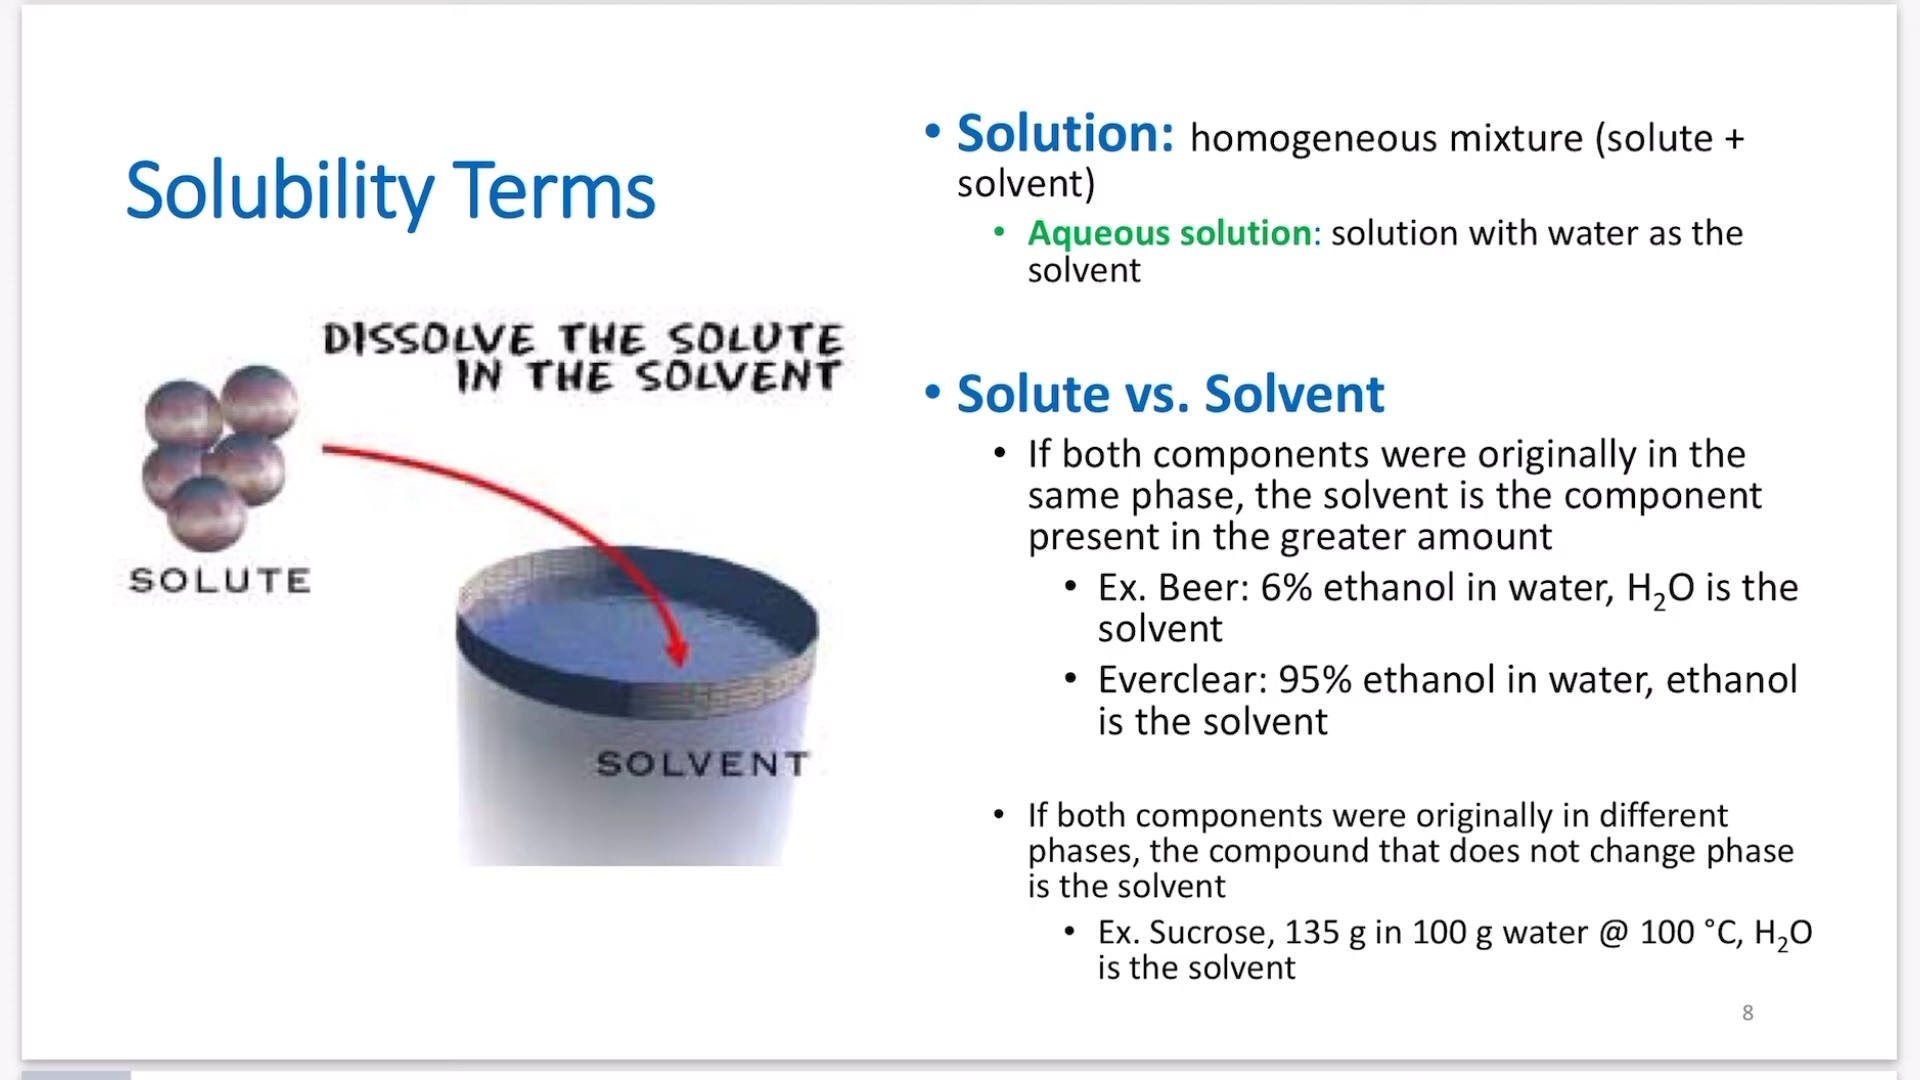 Solubility Terms
DISSOLVE THE SOLUTE
IN THE SOLVENT
SOLUTE
SOLVENT
• Solution: homogeneous mixture (solute +
solvent)
• Aqueous solution: solution with water as the
solvent
• Solute vs. Solvent
• If both components were originally in the
same phase, the solvent is the component
present in the greater amount
• Ex. Beer: 6% ethanol in water, H₂O is the
solvent
• Everclear: 95% ethanol in water, ethanol
is the solvent
• If both components were originally in different
phases, the compound that does not change phase
is the solvent
• Ex. Sucrose, 135 g in 100 g water @ 100 °C, H₂O
is the solvent
8